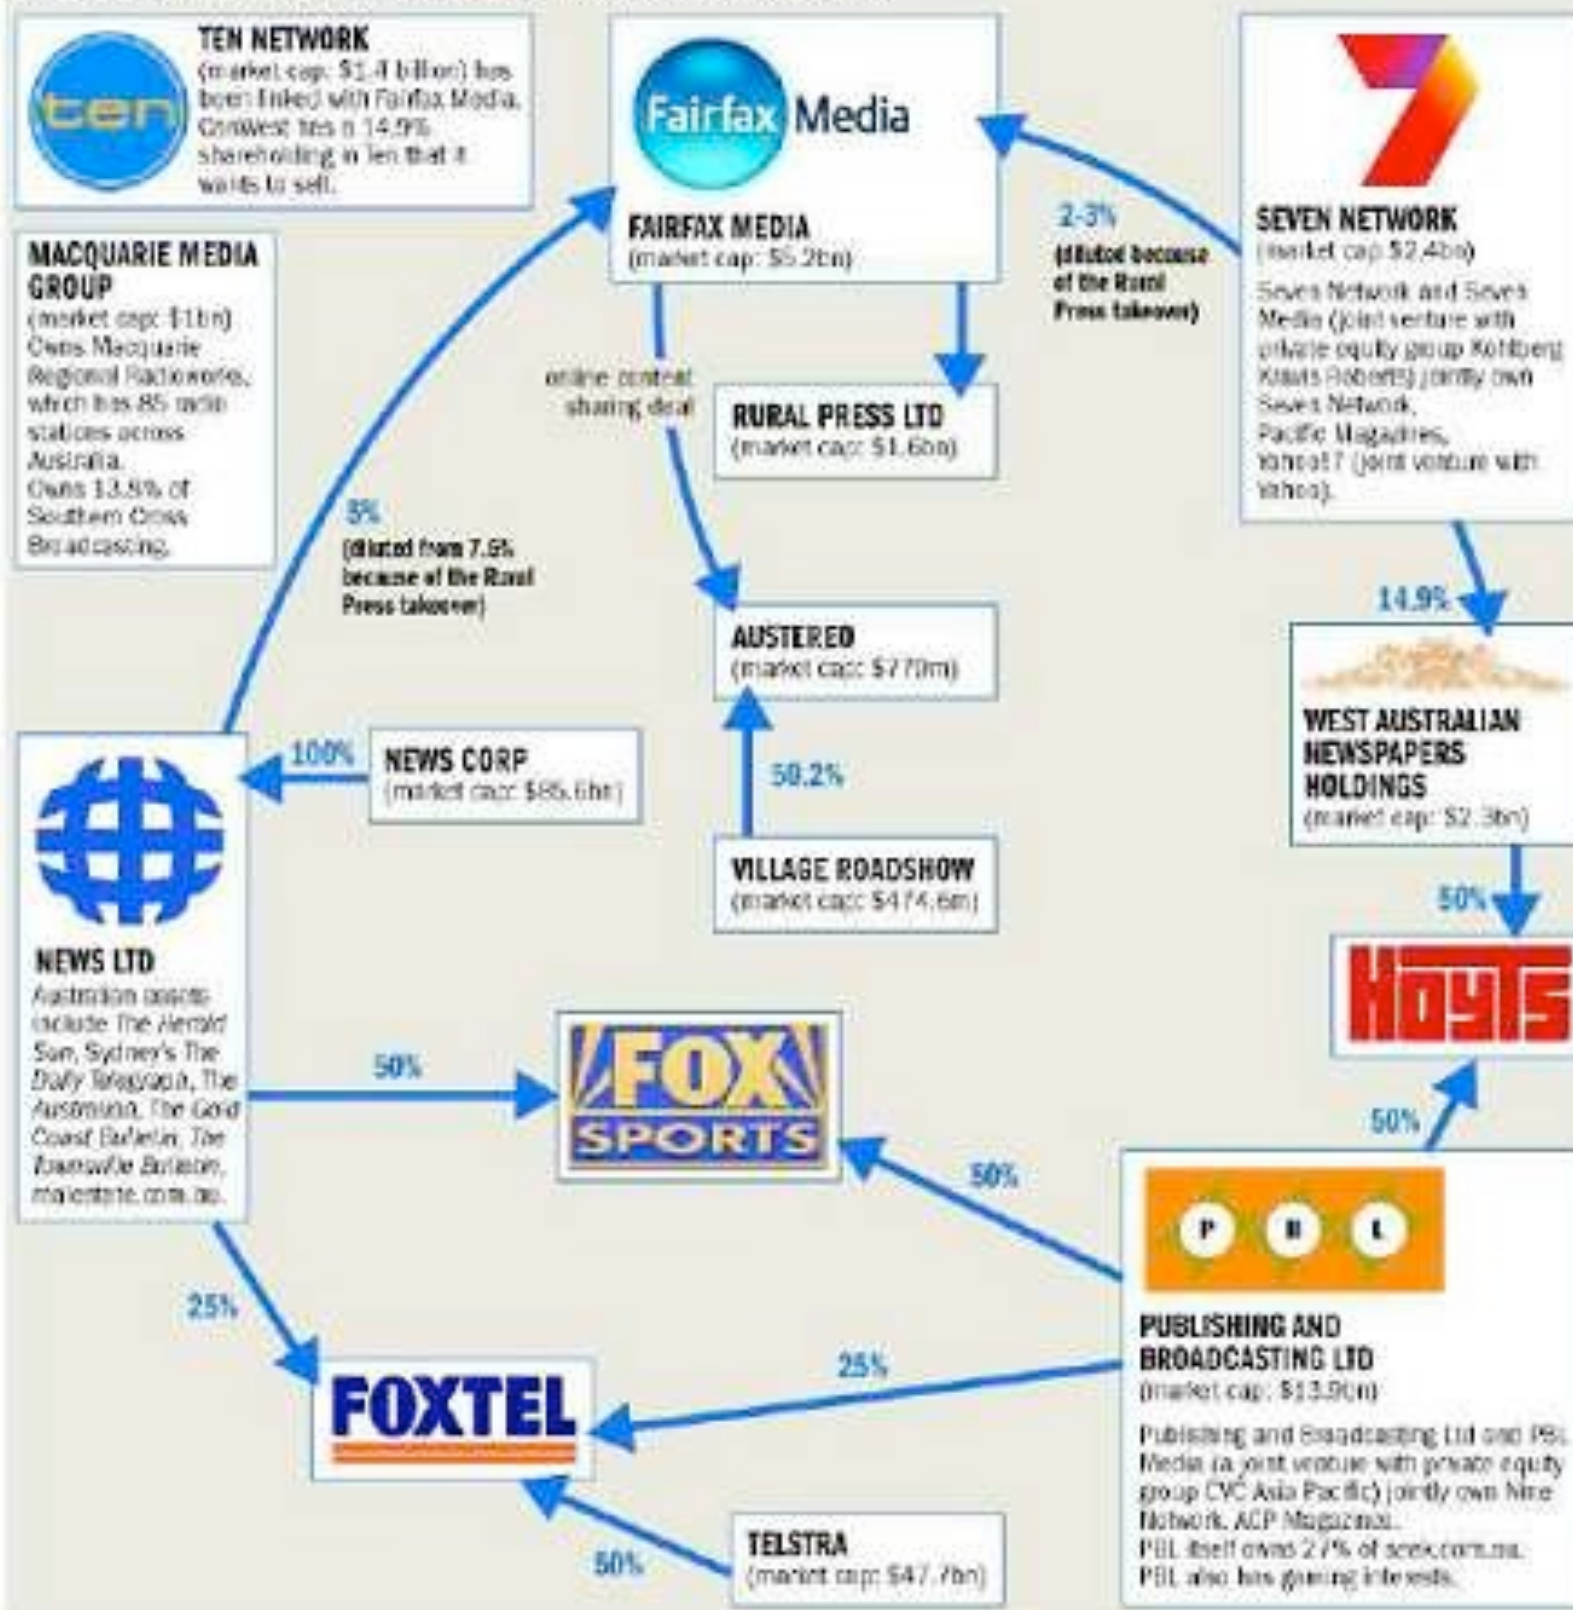 ten
TEN NETWORK
(market cap: $1.4 billion) has
been linked with Fairfax Media.
CanWest has a 14.9%
shareholding in Ten that it
wants to sell.
Fairfax Media
FAIRFAX MEDIA
(market cap: $5.2bn)
2-3%
(diluted because
of the Rural
Press takeover)
7
SEVEN NETWORK
(market cap $2.4bn)
Seven Network and Seven
Media (joint venture with
private equity group Kohlberg
Kravis Roberts) jointly own
Seven Network,
Pacific Magazines,
Yahoo!7 (joint venture with
Yahoo).
MACQUARIE MEDIA
GROUP
(market cap: $1bn)
Owns Macquarie
Regional Radioworks,
which has 85 radio
stations across
Australia.
Owns 13.8% of
Southern Cross
Broadcasting.
online content
sharing deal
RURAL PRESS LTD
(market cap: $1.6bn)
5%
(diluted from 7.5%
because of the Rural
Press takeover)
AUSTEREO
(market cap: $770m)
14.9%
WEST AUSTRALIAN
NEWSPAPERS
HOLDINGS
(market cap: $2.3bn)
100%
NEWS CORP
(market cap: $85.6bn)
50.2%
VILLAGE ROADSHOW
(market cap: $474.6m)
50%
HOYTS
NEWS LTD
Australian assets
include The Herald
Sun, Sydney's The
Daily Telegraph, The
Australian, The Gold
Coast Bulletin, The
Townsville Bulletin,
realestate.com.au.
50%
FOX
SPORTS
50%
50%
P B L
PUBLISHING AND
BROADCASTING LTD
(market cap: $13.9bn)
Publishing and Broadcasting Ltd and PBL
Media (a joint venture with private equity
group CVC Asia Pacific) jointly own Nine
Network, ACP Magazines.
PBL itself owns 27% of seek.com.au.
PBL also has gaming interests.
25%
FOXTEL
25%
50%
TELSTRA
(market cap: $47.7bn)